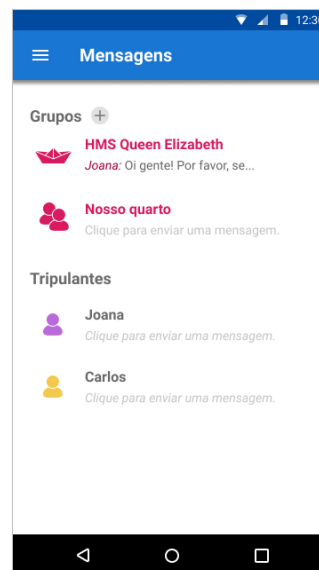 12:30
Mensagens
Grupos
HMS Queen Elizabeth
Joana: Oi gente! Por favor, se...
Nosso quarto
Clique para enviar uma mensagem.
Tripulantes
Joana
Clique para enviar uma mensagem.
Carlos
Clique para enviar uma mensagem.